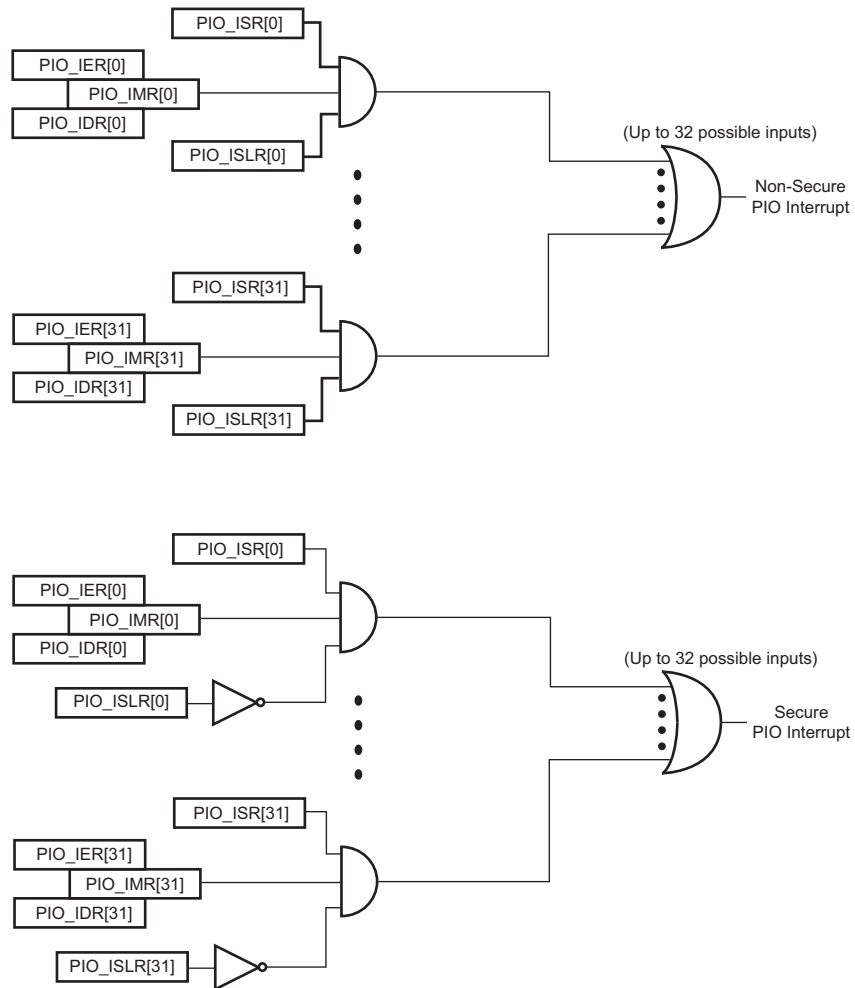 PIO_ISR[0]
PIO_IER[0]
PIO_IMR[0]
PIO_IDR[0]
PIO_ISLR[0]
(Up to 32 possible inputs)
Non-Secure
PIO Interrupt
PIO_ISR[31]
PIO_IER[31]
PIO_IMR[31]
PIO_IDR[31]
PIO_ISLR[31]
PIO_ISR[0]
PIO_IER[0]
PIO_IMR[0]
PIO_IDR[0]
PIO_ISLR[0]
(Up to 32 possible inputs)
Secure
PIO Interrupt
PIO_ISR[31]
PIO_IER[31]
PIO_IMR[31]
PIO_IDR[31]
PIO_ISLR[31]